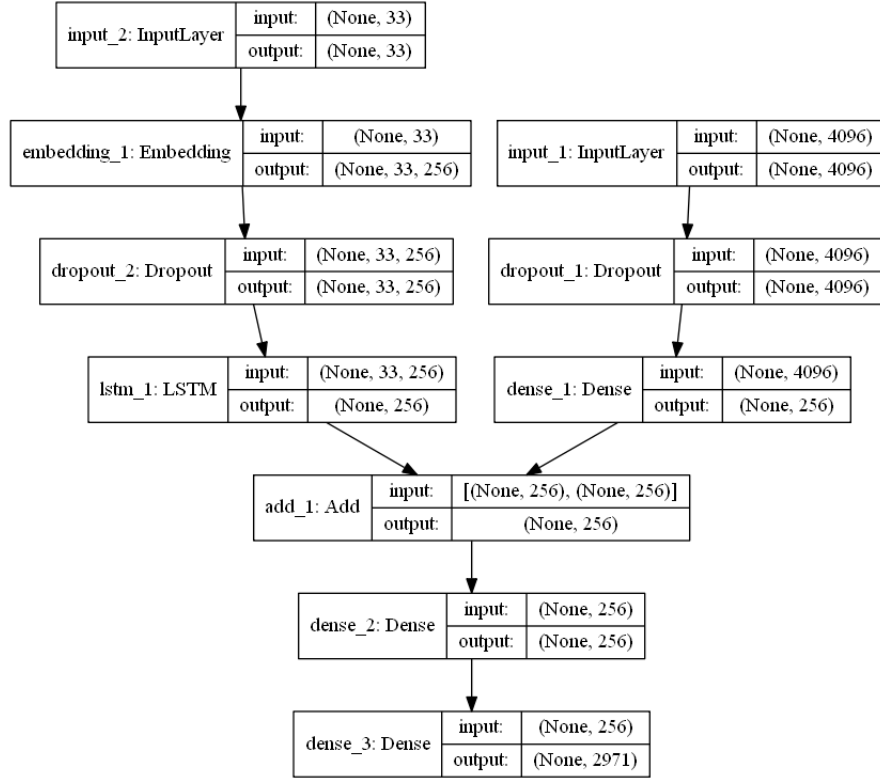 input_2: InputLayer
input: (None, 33)
output: (None, 33)
embedding_1: Embedding
input: (None, 33)
output: (None, 33, 256)
input_1: InputLayer
input: (None, 4096)
output: (None, 4096)
dropout_2: Dropout
input: (None, 33, 256)
output: (None, 33, 256)
dropout_1: Dropout
input: (None, 4096)
output: (None, 4096)
lstm_1: LSTM
input: (None, 33, 256)
output: (None, 256)
dense_1: Dense
input: (None, 4096)
output: (None, 256)
add_1: Add
input: [(None, 256), (None, 256)]
output: (None, 256)
dense_2: Dense
input: (None, 256)
output: (None, 256)
dense_3: Dense
input: (None, 256)
output: (None, 2971)